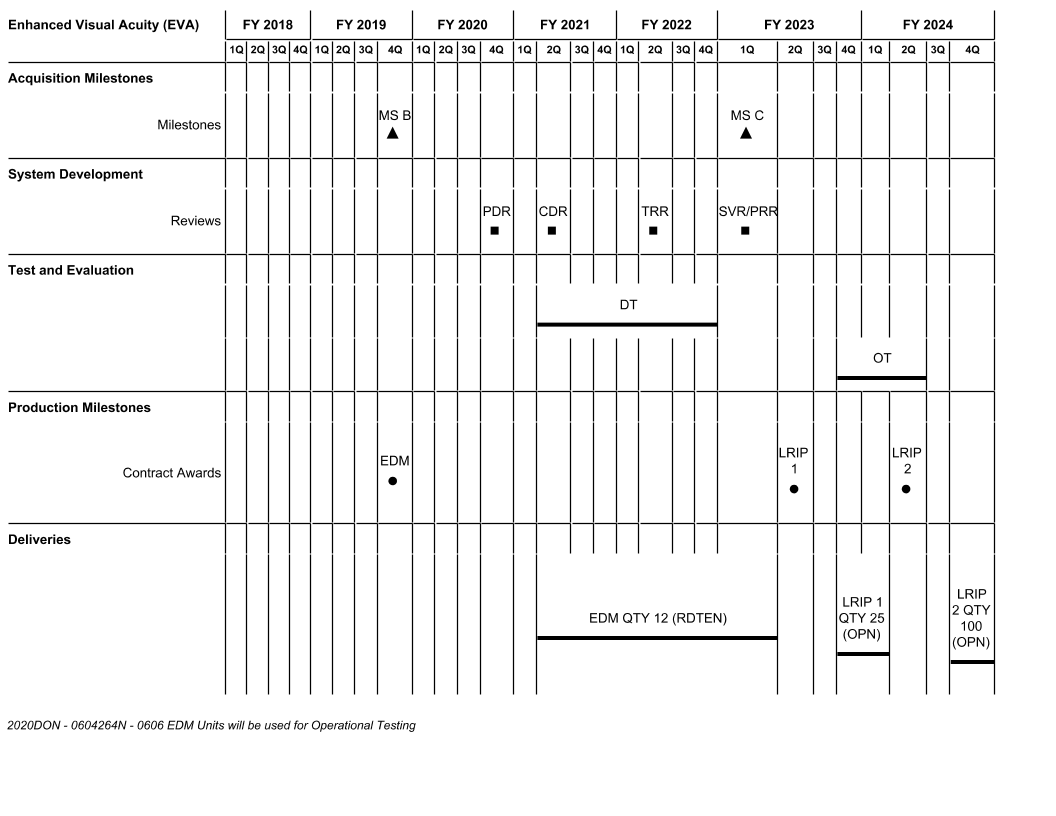 Enhanced Visual Acuity (EVA) FY 2018 FY 2019 FY 2020 FY 2021 FY 2022 FY 2023 FY 2024
1Q 2Q 3Q 4Q 1Q 2Q 3Q 4Q 1Q 2Q 3Q 4Q 1Q 2Q 3Q 4Q 1Q 2Q 3Q 4Q 1Q 2Q 3Q 4Q 1Q 2Q 3Q 4Q
Acquisition Milestones
MS B MS C
Milestones
System Development
PDR CDR TRR SVR/PRR
Reviews
Test and Evaluation
DT
OT
Production Milestones
LRIP LRIP
EDM 1 2
Contract Awards
Deliveries
LRIP
LRIP 1 2 QTY
EDM QTY 12 (RDTEN) QTY 25 100
(OPN) (OPN)
2020DON - 0604264N - 0606 EDM Units will be used for Operational Testing